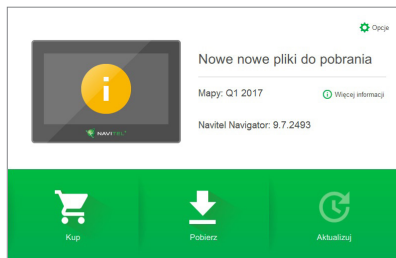 Opcje
Nowe nowe pliki do pobrania
Mapy: Q1 2017
Więcej informacji
Navitel Navigator: 9.7.2493
NAVITEL
Kup
Pobierz
Aktualizuj